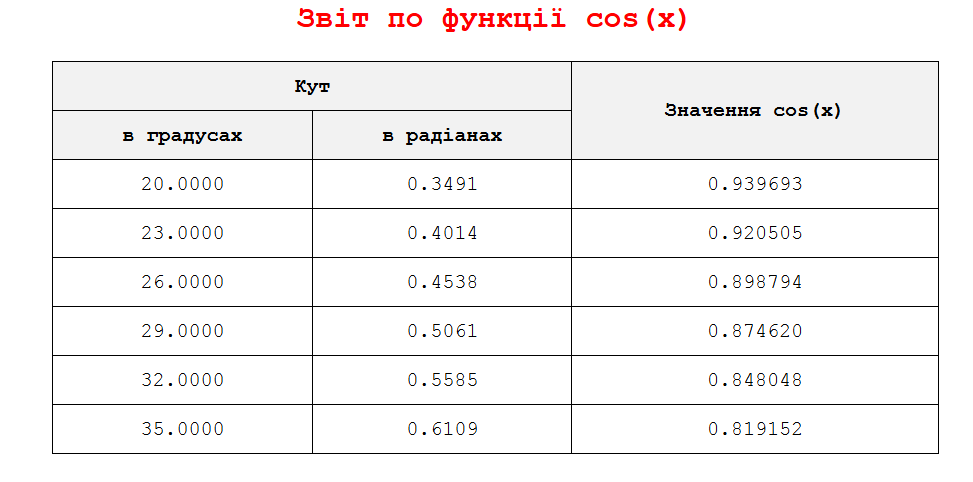 Звіт по функції cos(x)
Кут
Значення cos(x)
в градусах в радіанах
20.0000 0.3491 0.939693
23.0000 0.4014 0.920505
26.0000 0.4538 0.898794
29.0000 0.5061 0.874620
32.0000 0.5585 0.848048
35.0000 0.6109 0.819152